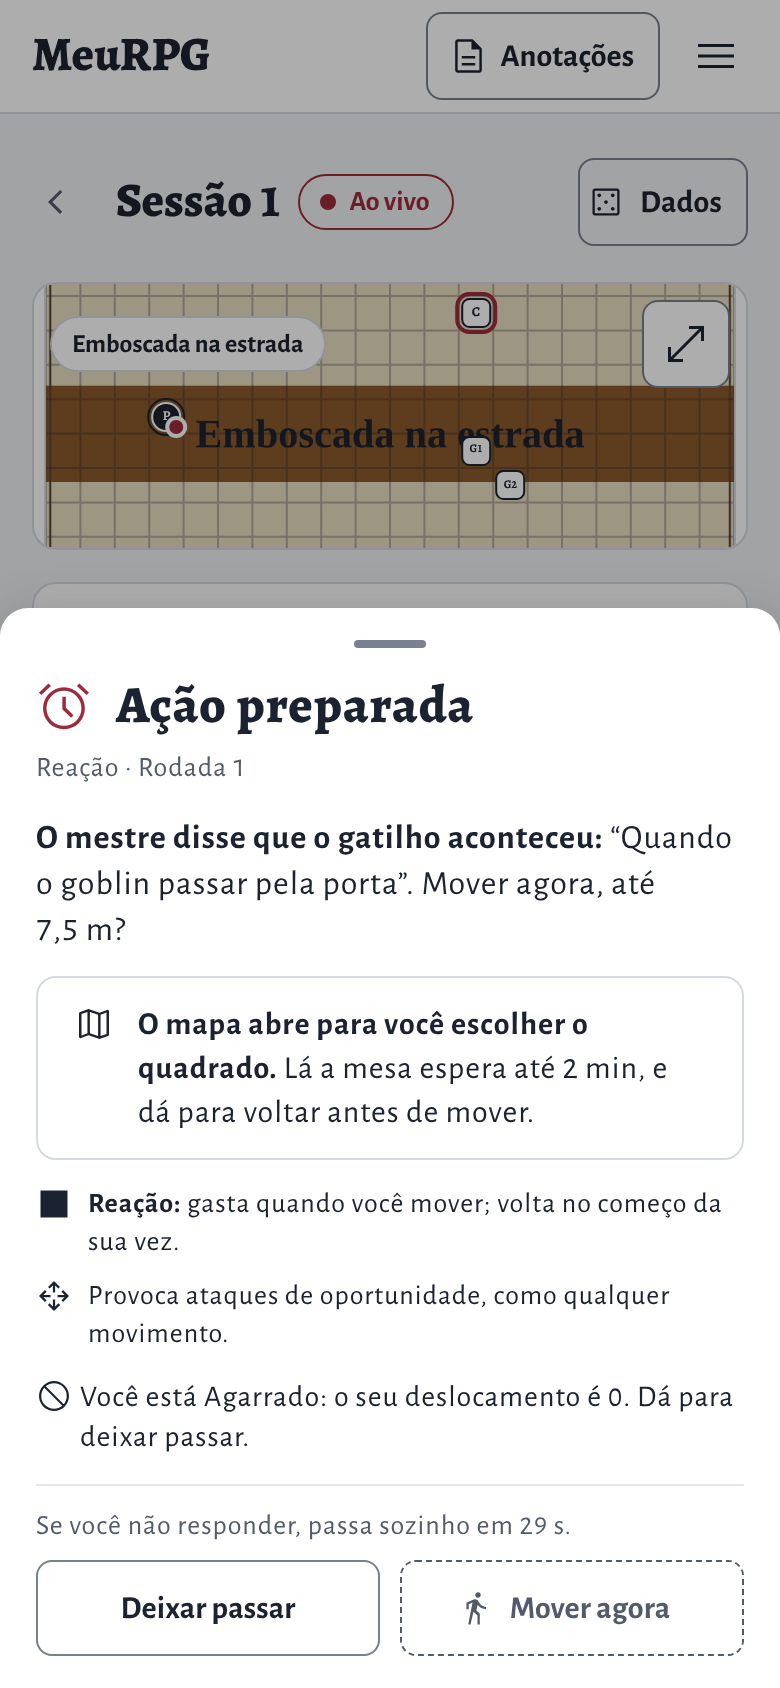 MeuRPG
Anotações
Sessão 1
Ao vivo
Dados
C
Emboscada na estrada
P
Emboscada na estrada
G1
G2
Ação preparada
Reação · Rodada 1
O mestre disse que o gatilho aconteceu: “Quando
o goblin passar pela porta”. Mover agora, até
7,5 m?
O mapa abre para você escolher o
quadrado. Lá a mesa espera até 2 min, e
dá para voltar antes de mover.
Reação: gasta quando você mover; volta no começo da
sua vez.
Provoca ataques de oportunidade, como qualquer
movimento.
Você está Agarrado: o seu deslocamento é 0. Dá para
deixar passar.
Se você não responder, passa sozinho em 29 s.
Deixar passar
Mover agora